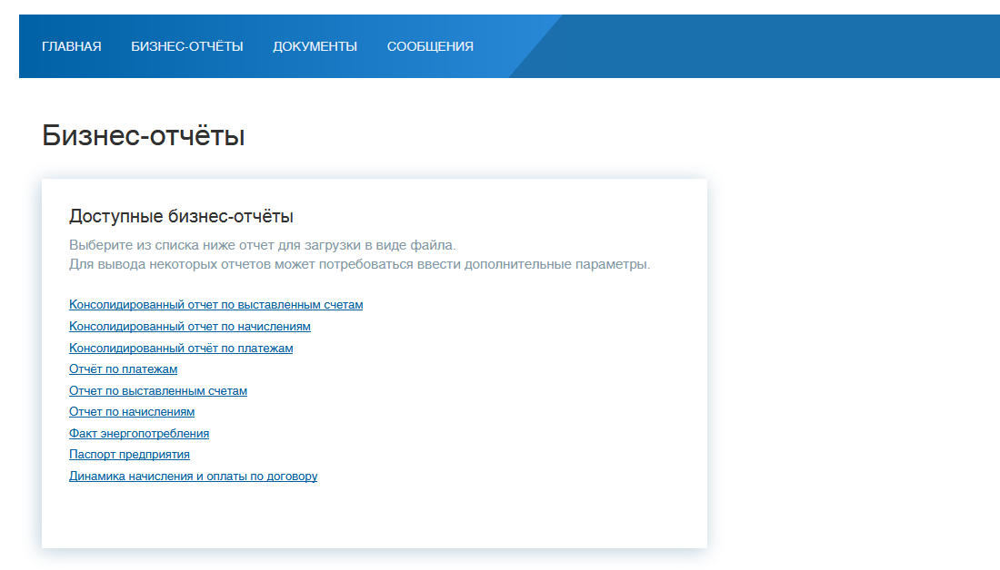 ГЛАВНАЯ БИЗНЕС-ОТЧЁТЫ ДОКУМЕНТЫ СООБЩЕНИЯ
Бизнес-отчёты
Доступные бизнес-отчёты
Выберите из списка ниже отчет для загрузки в виде файла.
Для вывода некоторых отчетов может потребоваться ввести дополнительные параметры.
Консолидированный отчет по выставленным счетам
Консолидированный отчет по начислениям
Консолидированный отчёт по платежам
Отчёт по платежам
Отчет по выставленным счетам
Отчет по начислениям
Факт энергопотребления
Паспорт предприятия
Динамика начисления и оплаты по договору